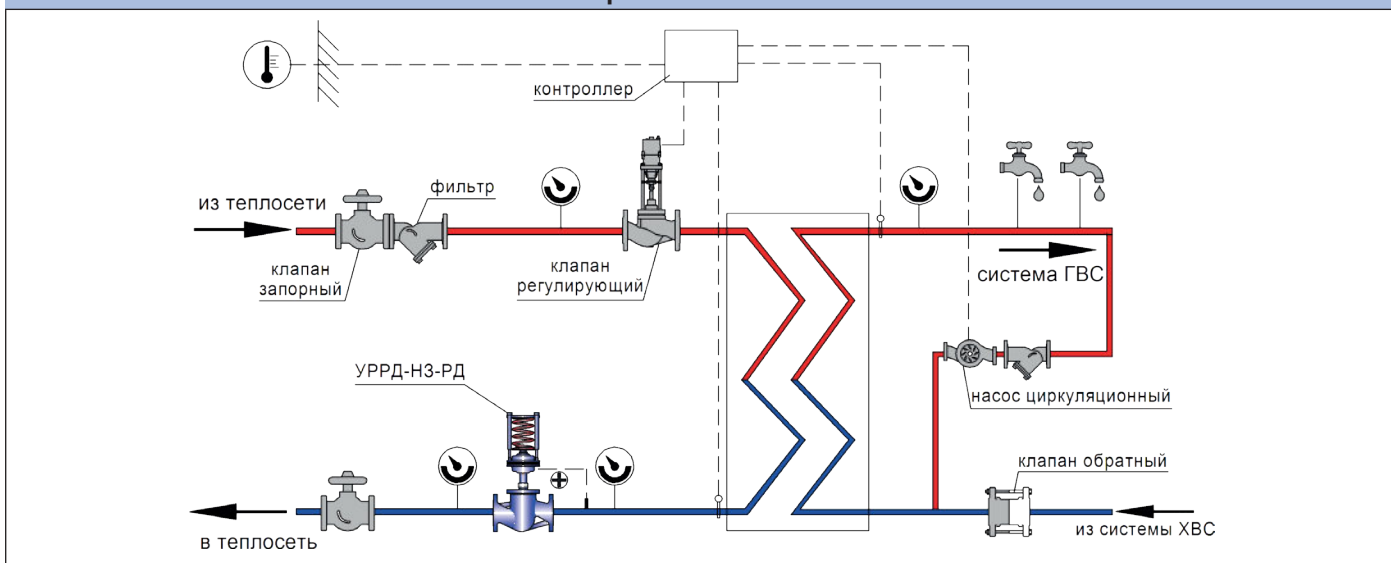 контроллер
фильтр
из теплосети
клапан
запорный
клапан
регулирующий
система ГВС
УРРД-НЗ-РД
насос циркуляционный
клапан обратный
в теплосеть
из системы ХВС